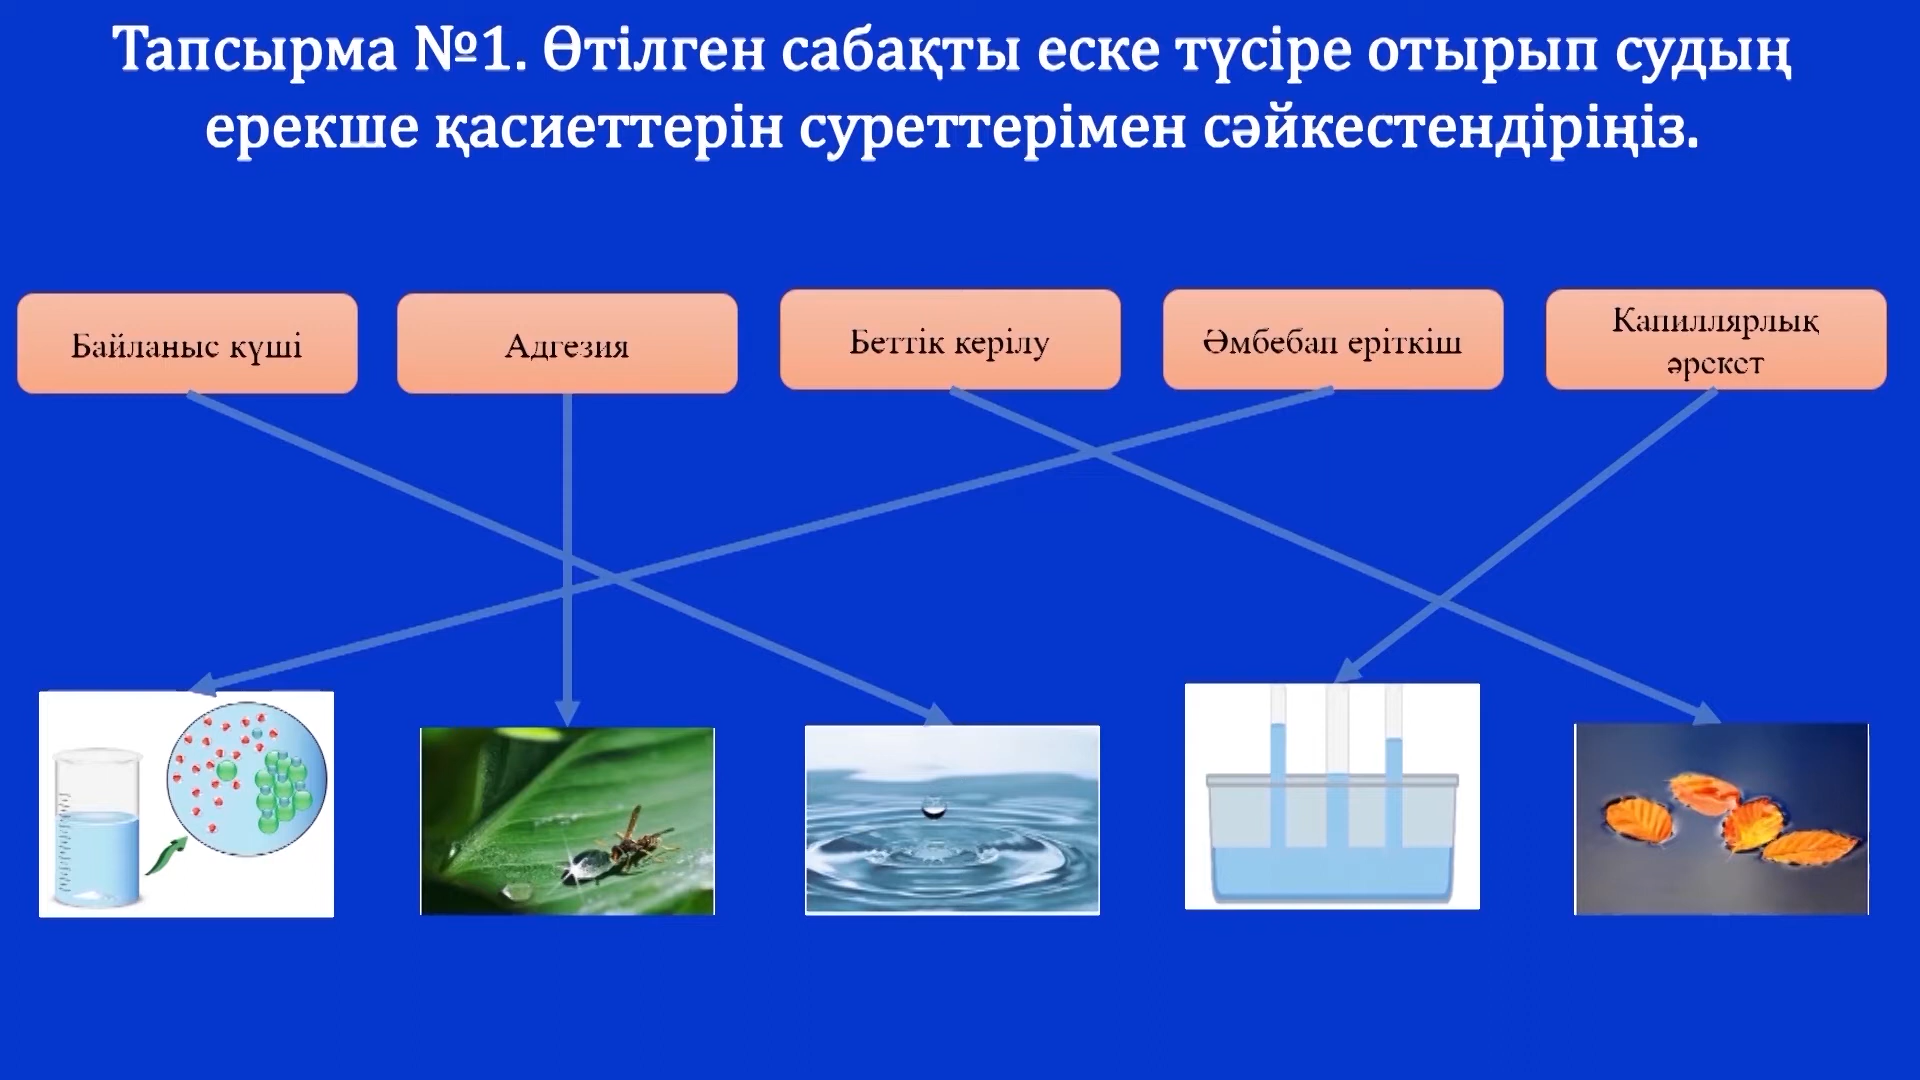 Тапсырма №1. Өтілген сабақты еске түсіре отырып судың
ерекше қасиеттерін суреттерімен сәйкестендіріңіз.
Байланыс күші
Адгезия
Беттік керілу
Әмбебап еріткіш
Капиллярлық
әрекет